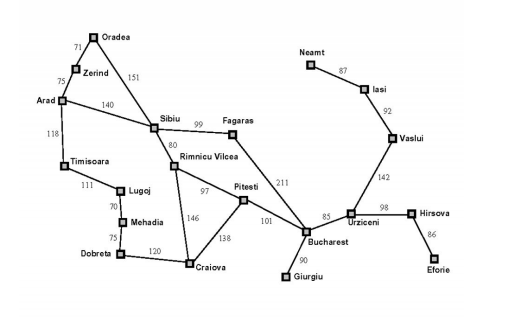 Oradea
71
Neamt
Zerind
87
151
75
Iasi
Arad
140
92
Sibiu
Fagaras
99
118
Vaslui
80
Timisoara
Rimnicu Vilcea
142
111
211
Lugoj
97
Pitesti
70
146
101
98
Hirsova
85
Mehadia
Urziceni
75
138
86
Bucharest
120
Dobreta
90
Craiova
Eforie
Giurgiu